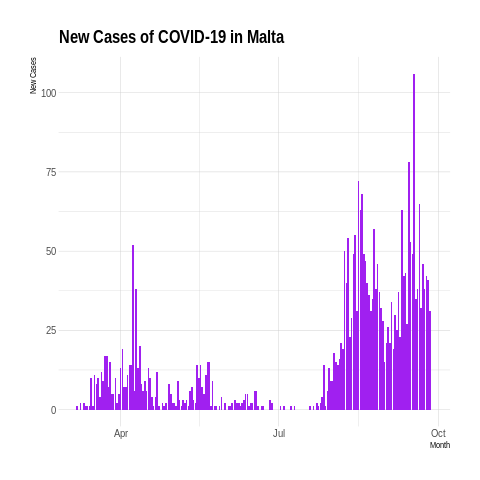 New Cases of COVID-19 in Malta
New Cases
100
75
50
25
0
Apr
Jul
Oct
Month